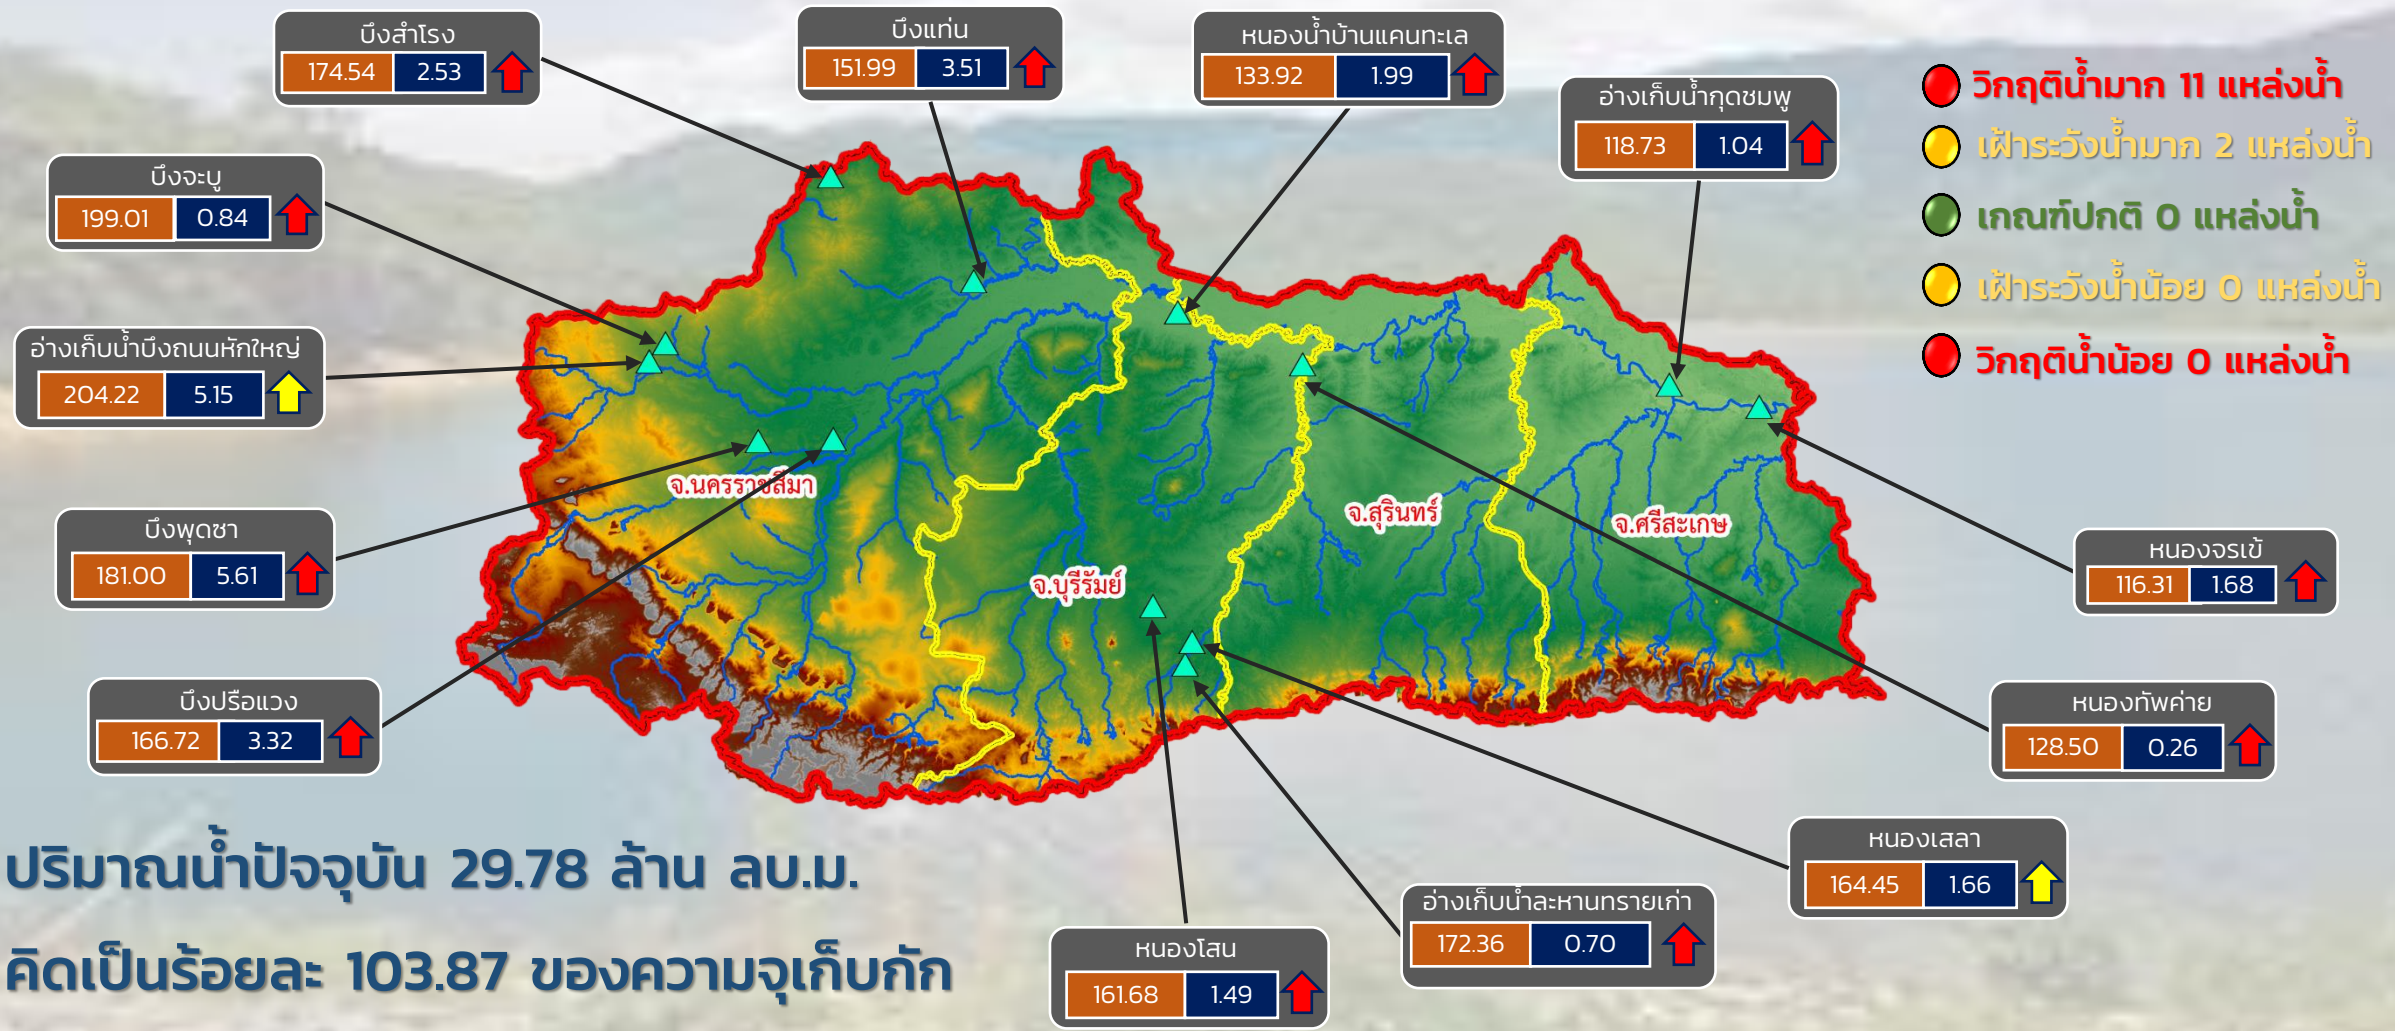 บึงสำโรง
174.54 2.53
บึงแท่น
151.99 3.51
หนองน้ำบ้านแคนทะเล
133.92 1.99
อ่างเก็บน้ำกุดชมพู
118.73 1.04
วิกฤติน้ำมาก 11 แหล่งน้ำ
เฝ้าระวังน้ำมาก 2 แหล่งน้ำ
เกณฑ์ปกติ 0 แหล่งน้ำ
เฝ้าระวังน้ำน้อย 0 แหล่งน้ำ
วิกฤติน้ำน้อย 0 แหล่งน้ำ
บึงจะบู
199.01 0.84
อ่างเก็บน้ำบึงถนนหักใหญ่
204.22 5.15
บึงพุดซา
181.00 5.61
บึงปรือแวง
166.72 3.32
จ.นครราชสีมา
จ.บุรีรัมย์
จ.สุรินทร์
จ.ศรีสะเกษ
หนองจรเข้
116.31 1.68
หนองทัพค่าย
128.50 0.26
หนองเสลา
164.45 1.66
อ่างเก็บน้ำละหานทรายเก่า
172.36 0.70
หนองโสน
161.68 1.49
ปริมาณน้ำปัจจุบัน 29.78 ล้าน ลบ.ม.
คิดเป็นร้อยละ 103.87 ของความจุเก็บกัก